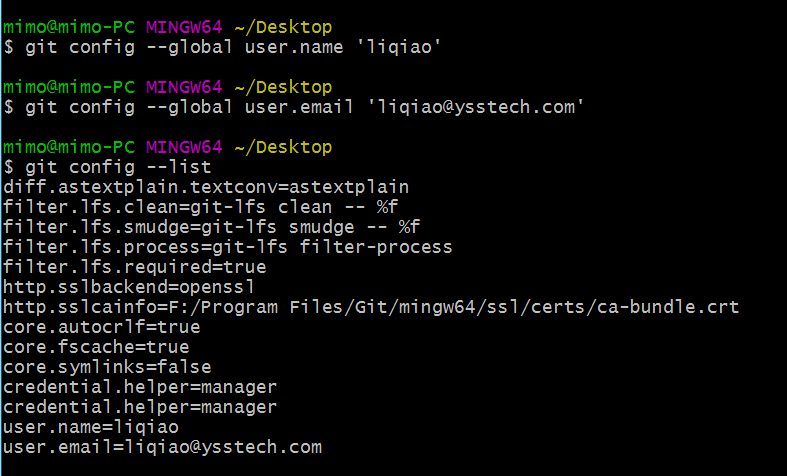 mimo@mimo-PC MINGW64 ~/Desktop
$ git config --global user.name 'liqiao'
mimo@mimo-PC MINGW64 ~/Desktop
$ git config --global user.email 'liqiao@ysstech.com'
mimo@mimo-PC MINGW64 ~/Desktop
$ git config --list
diff.astextplain.textconv=astextplain
filter.lfs.clean=git-lfs clean -- %f
filter.lfs.smudge=git-lfs smudge -- %f
filter.lfs.process=git-lfs filter-process
filter.lfs.required=true
http.sslbackend=openssl
http.sslcainfo=F:/Program Files/Git/mingw64/ssl/certs/ca-bundle.crt
core.autocrlf=true
core.fscache=true
core.symlinks=false
credential.helper=manager
credential.helper=manager
user.name=liqiao
user.email=liqiao@ysstech.com